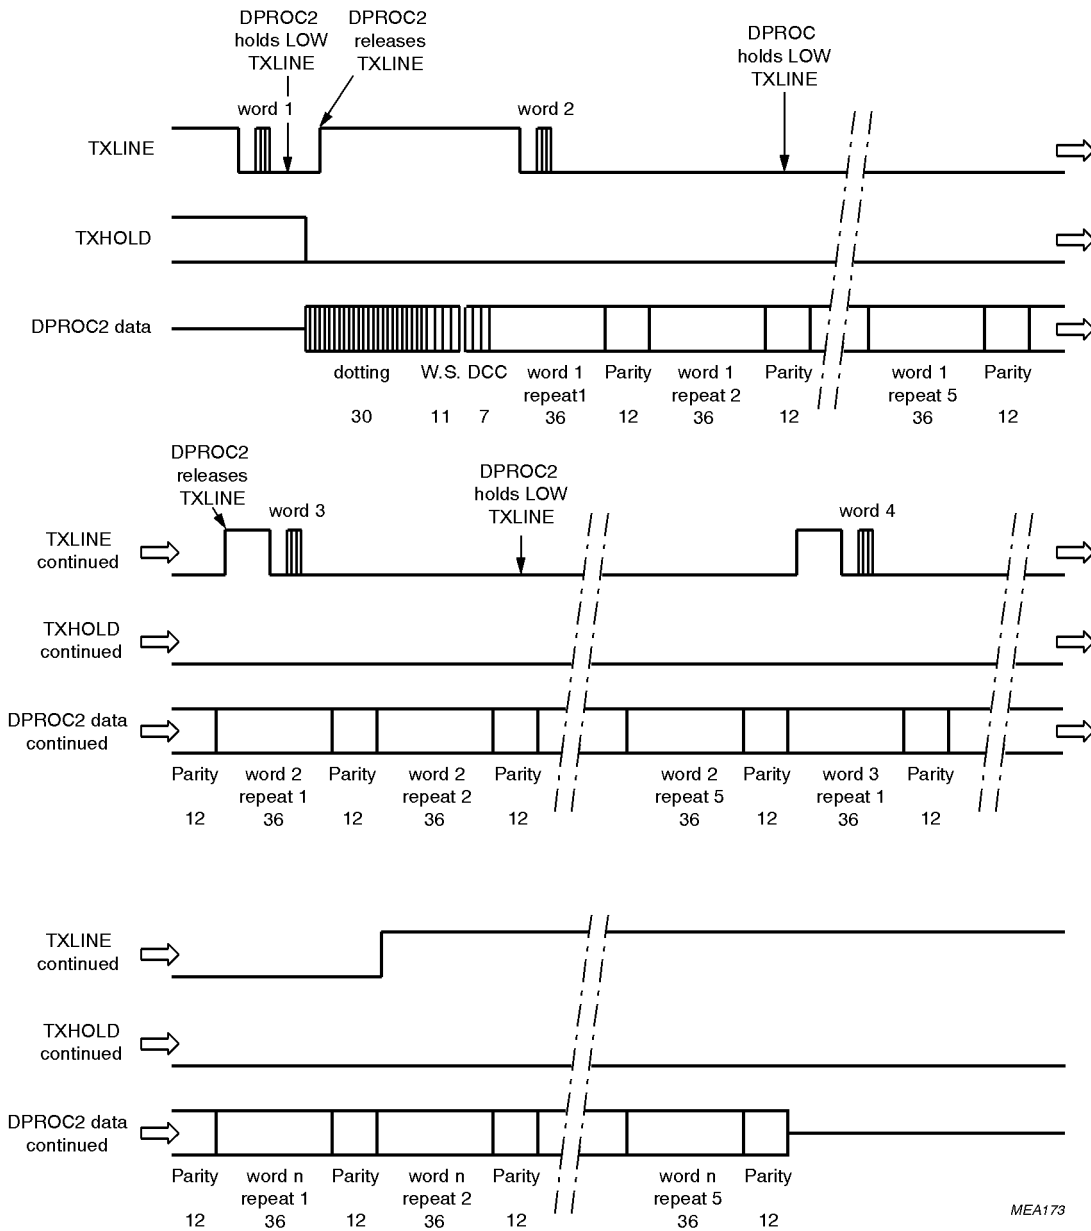 DPROC2
holds LOW
TXLINE
DPROC2
releases
TXLINE
DPROC
holds LOW
TXLINE
word 1
word 2
TXLINE
TXHOLD
DPROC2 data
dotting W.S. DCC word 1 Parity word 1 Parity word 1 Parity
repeat1 repeat 2 repeat 5
30 11 7 36 12 36 12 36 12
DPROC2
releases
TXLINE
DPROC2
holds LOW
TXLINE
word 3
word 4
TXLINE
continued
TXHOLD
continued
DPROC2 data
continued
Parity word 2 Parity word 2 Parity word 2 Parity word 3 Parity
repeat 1 repeat 2 repeat 5 repeat 1
12 36 12 36 12 36 12 36 12
TXLINE
continued
TXHOLD
continued
DPROC2 data
continued
Parity word n Parity word n Parity word n Parity
repeat 1 repeat 2 repeat 5
12 36 12 36 12 36 12
MEA173